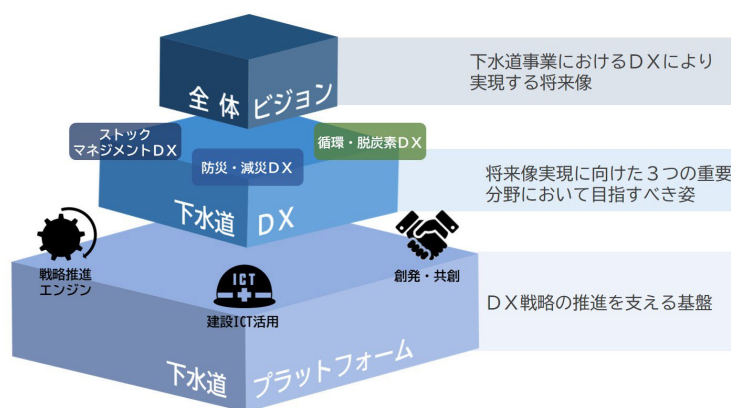 全体ビジョン
下水道事業におけるDXにより
実現する将来像
ストック
マネジメントDX
防災・減災DX
循環・脱炭素DX
下水道DX
将来像実現に向けた3つの重要
分野において目指すべき姿
戦略推進
エンジン
ICT
建設ICT活用
創発・共創
DX戦略の推進を支える基盤
下水道プラットフォーム